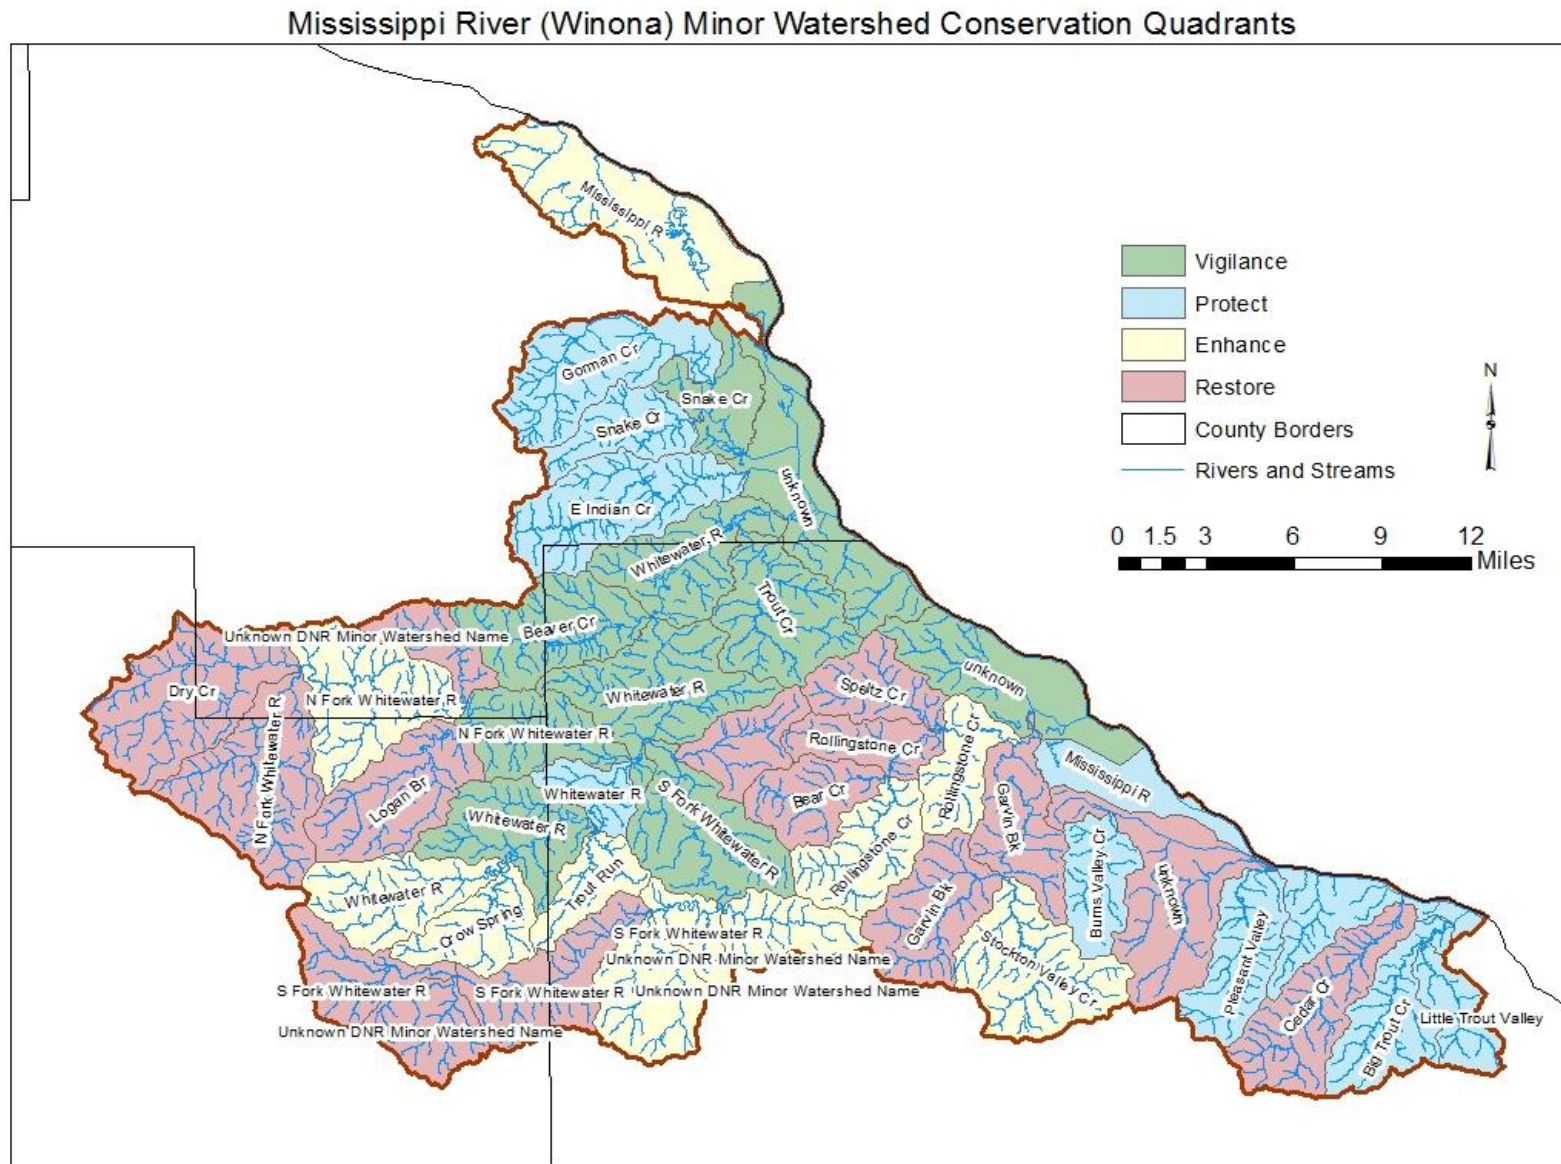 Mississippi River (Winona) Minor Watershed Conservation Quadrants
Mississippi R
Vigilance
Protect
Enhance
Restore
County Borders
Rivers and Streams
N
0 1.5 3 6 9 12
Miles
Gorman Cr
Snake Cr
Snake Cr
E Indian Cr
unknown
Whitewater R
Trout Cr
Beaver Cr
Unknown DNR Minor Watershed Name
Dry Cr
N Fork Whitewater R
N Fork Whitewater R
Whitewater R
Speltz Cr
unknown
N Fork Whitewater R
Rollingstone Cr
Rollingstone Cr
Mississippi R
Logan Br
Whitewater R
Whitewater R
S Fork Whitewater R
Bear Cr
Rollingstone Cr
Garvin Bk
Burns Valley Cr
unknown
Whitewater R
Crow Spring
Trout Run
Garvin Bk
S Fork Whitewater R
Unknown DNR Minor Watershed Name
Stockton Valley Cr
Pleasant Valley
S Fork Whitewater R
S Fork Whitewater R
Unknown DNR Minor Watershed Name
Unknown DNR Minor Watershed Name
Cedar Cr
Big Trout Cr
Little Trout Valley